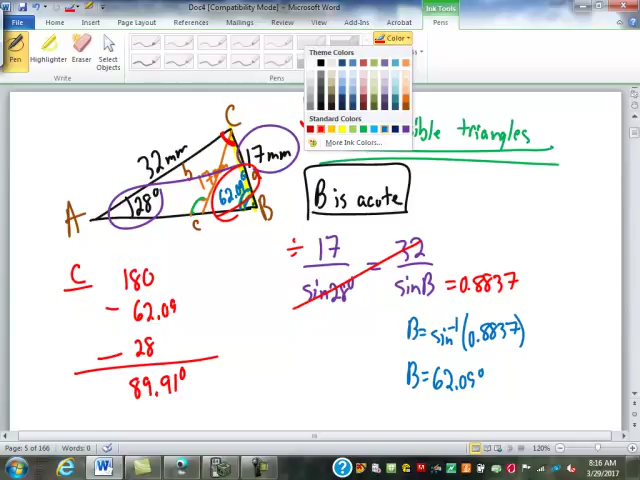 Doc4 [Compatibility Mode] - Microsoft Word
Ink Tools
File Home Insert Page Layout References Mailings Review View Add-Ins Acrobat Pens
Pen
Highlighter
Eraser
Select
Objects
Write
Pens
Color
Theme Colors
Standard Colors
More Ink Colors...
ible triangles
C
32mm
17mm
b
17mm
a
28°
62.09°
A
c
B
B is acute
÷ 17 = 32
sin28° sinB = 0.8837
B = sin⁻¹(0.8837)
B = 62.09°
C 180
- 62.09
- 28
89.91°
Page: 5 of 166 Words: 0
120%
8:16 AM
3/29/2017